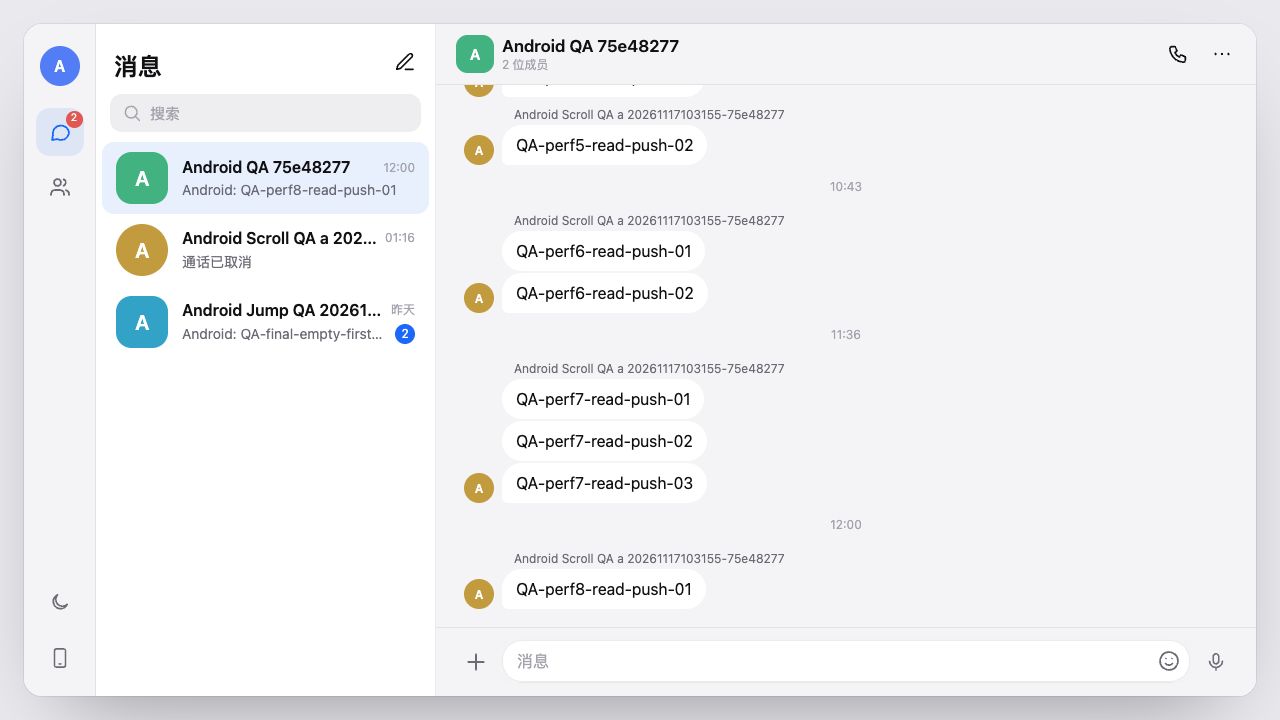 A
2
消息
搜索
A
Android QA 75e48277
12:00
Android: QA-perf8-read-push-01
A
Android Scroll QA a 202...
01:16
通话已取消
A
Android Jump QA 20261...
昨天
Android: QA-final-empty-first...
2
A
Android QA 75e48277
2 位成员
Android Scroll QA a 20261117103155-75e48277
A
QA-perf5-read-push-02
10:43
Android Scroll QA a 20261117103155-75e48277
QA-perf6-read-push-01
A
QA-perf6-read-push-02
11:36
Android Scroll QA a 20261117103155-75e48277
QA-perf7-read-push-01
QA-perf7-read-push-02
A
QA-perf7-read-push-03
12:00
Android Scroll QA a 20261117103155-75e48277
A
QA-perf8-read-push-01
消息